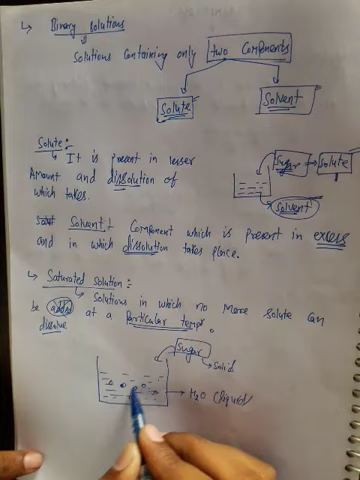 ↳ Binary Solutions
Solutions containing only two Components
Solute
Solvent
Solute:-
↳ It is present in lesser
Amount and dissolution of
which takes.
Sugar → Solute
Solvent
Solvent! Component which is present in excess
and in which dissolution takes place.
↳ Saturated Solution:-
↳ Solutions in which no more solute can
be added at a Particular temp.
dissolve
Sugar
→ Solid
→ H2O (liquid)